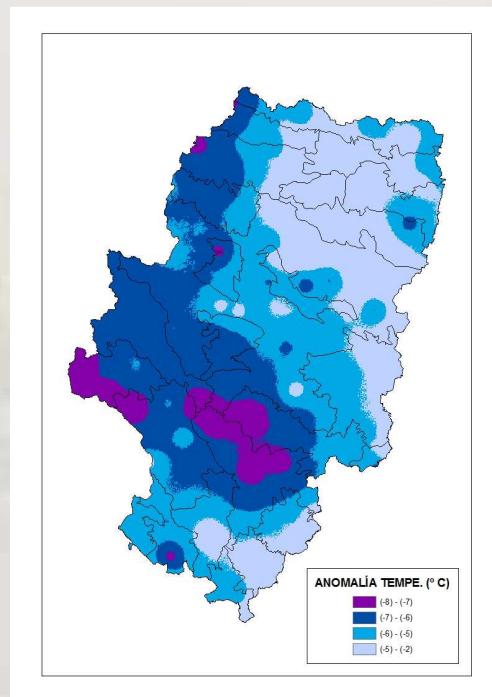 ANOMALÍA TEMPE. (º C)
(-8) - (-7)
(-7) - (-6)
(-6) - (-5)
(-5) - (-2)